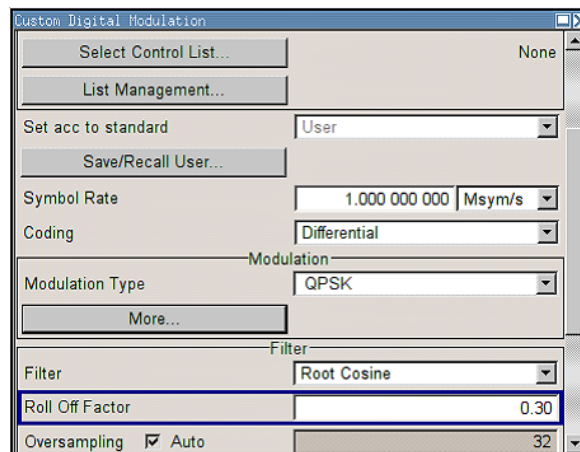 Custom Digital Modulation
Select Control List... None
List Management...
Set acc to standard User
Save/Recall User...
Symbol Rate 1.000 000 000 Msym/s
Coding Differential
Modulation
Modulation Type QPSK
More...
Filter
Filter Root Cosine
Roll Off Factor 0.30
Oversampling Auto 32